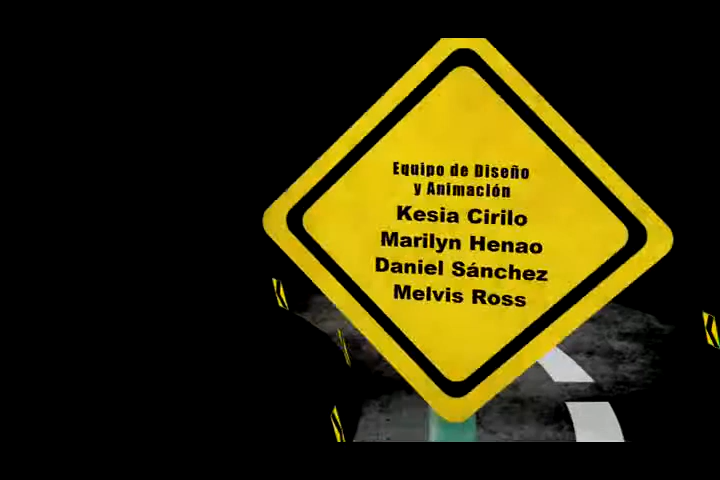 Equipo de Diseño
y Animación
Kesia Cirilo
Marilyn Henao
Daniel Sánchez
Melvis Ross